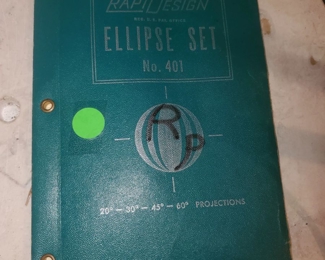 RAPIDESIGN
ELLIPSE SET
No. 401
RP
20° — 30° — 45° — 60° PROJECTIONS